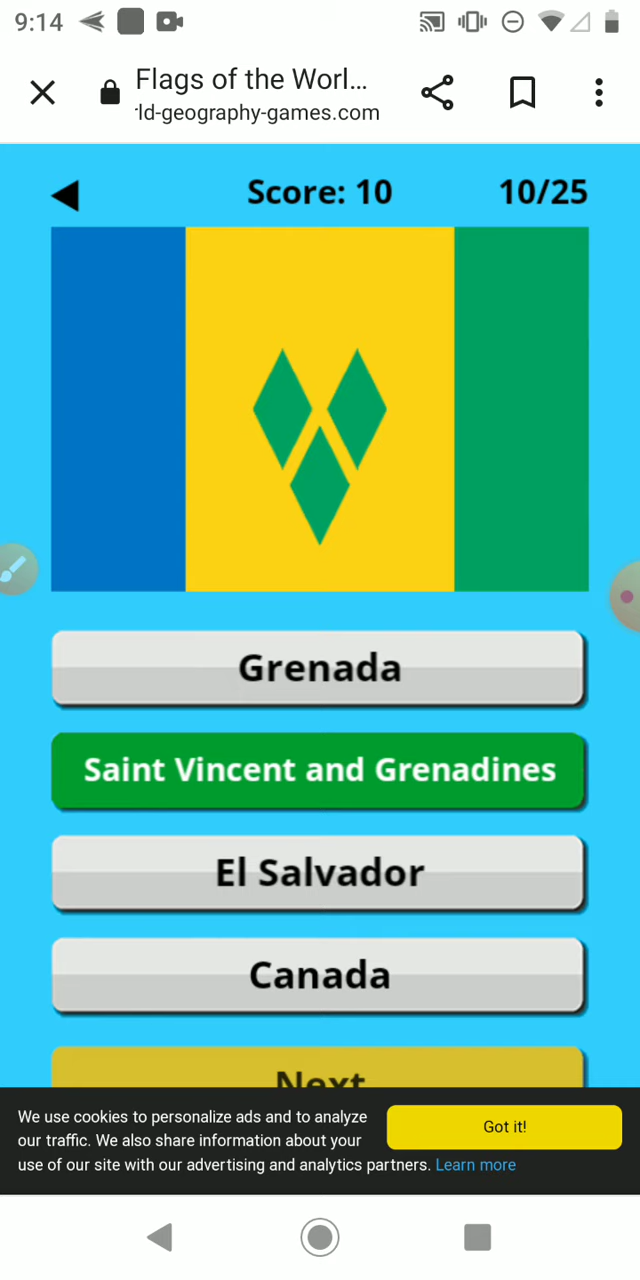 9:14
Flags of the Worl...
rld-geography-games.com
Score: 10
10/25
Grenada
Saint Vincent and Grenadines
El Salvador
Canada
Next
We use cookies to personalize ads and to analyze
our traffic. We also share information about your
use of our site with our advertising and analytics partners. Learn more
Got it!